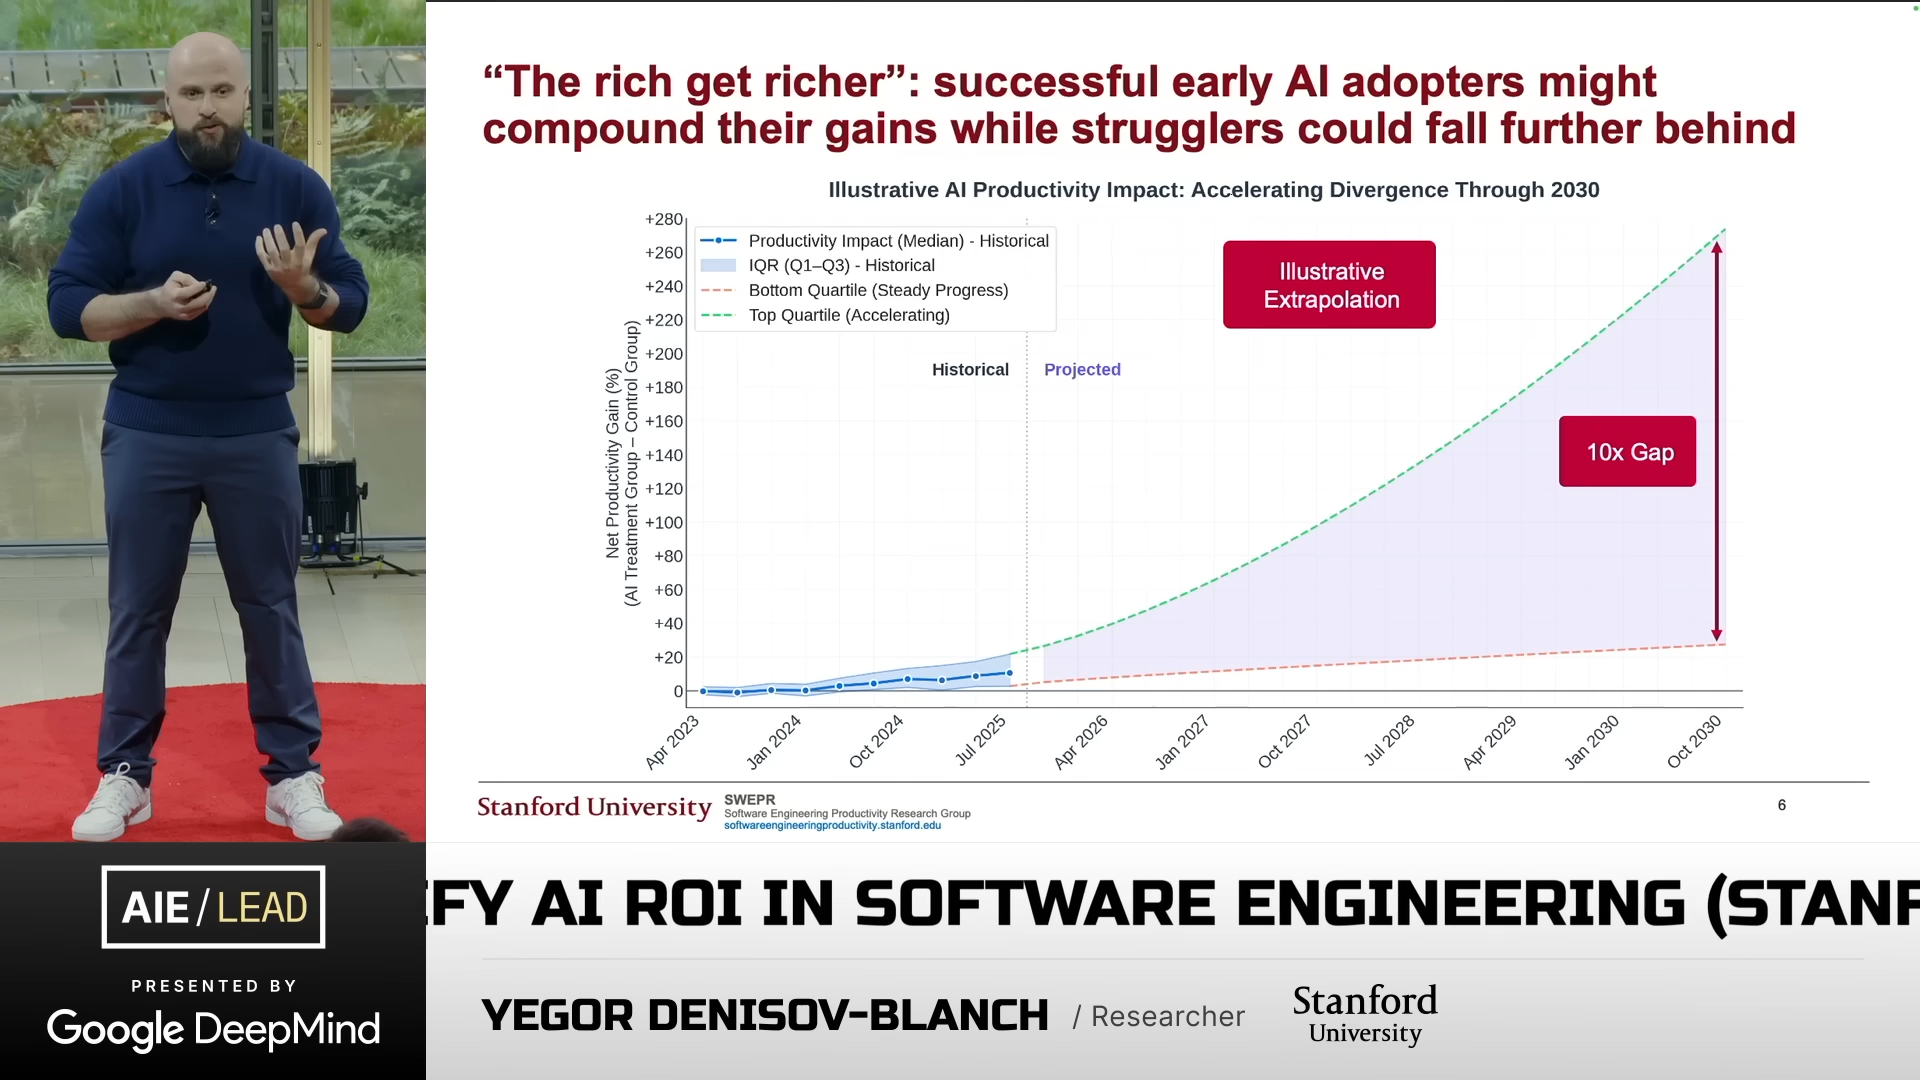 “The rich get richer”: successful early AI adopters might
compound their gains while strugglers could fall further behind
Illustrative AI Productivity Impact: Accelerating Divergence Through 2030
Net Productivity Gain (%)
(AI Treatment Group – Control Group)
+280
+260
+240
+220
+200
+180
+160
+140
+120
+100
+80
+60
+40
+20
0
Productivity Impact (Median) - Historical
IQR (Q1–Q3) - Historical
Bottom Quartile (Steady Progress)
Top Quartile (Accelerating)
Historical
Projected
Illustrative
Extrapolation
10x Gap
Apr 2023
Jan 2024
Oct 2024
Jul 2025
Apr 2026
Jan 2027
Oct 2027
Jul 2028
Apr 2029
Jan 2030
Oct 2030
Stanford University
SWEPR
Software Engineering Productivity Research Group
softwareengineeringproductivity.stanford.edu
6
AIE/LEAD
PRESENTED BY
Google DeepMind
IFY AI ROI IN SOFTWARE ENGINEERING (STANF
YEGOR DENISOV-BLANCH / Researcher
Stanford
University